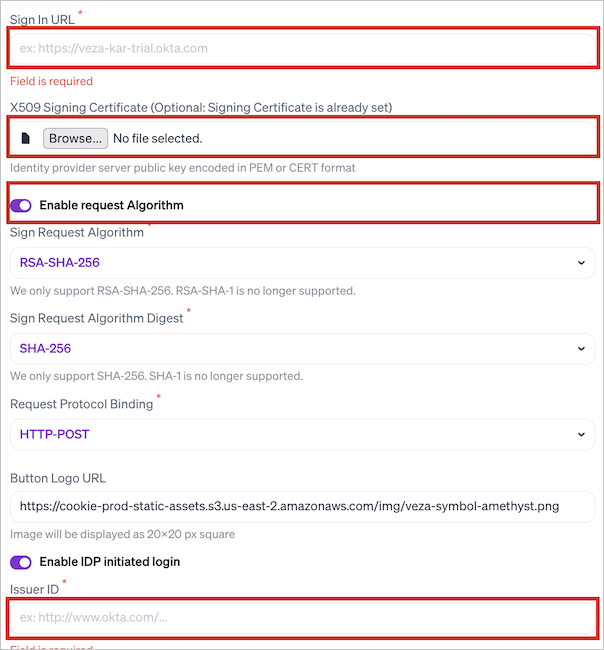 Sign In URL *
ex: https://veza-kar-trial.okta.com
Field is required
X509 Signing Certificate (Optional: Signing Certificate is already set)
Browse... No file selected.
Identity provider server public key encoded in PEM or CERT format
Enable request Algorithm
Sign Request Algorithm *
RSA-SHA-256
We only support RSA-SHA-256. RSA-SHA-1 is no longer supported.
Sign Request Algorithm Digest *
SHA-256
We only support SHA-256. SHA-1 is no longer supported.
Request Protocol Binding *
HTTP-POST
Button Logo URL
https://cookie-prod-static-assets.s3.us-east-2.amazonaws.com/img/veza-symbol-amethyst.png
Image will be displayed as 20×20 px square
Enable IDP initiated login
Issuer ID *
ex: http://www.okta.com/...
Field is required